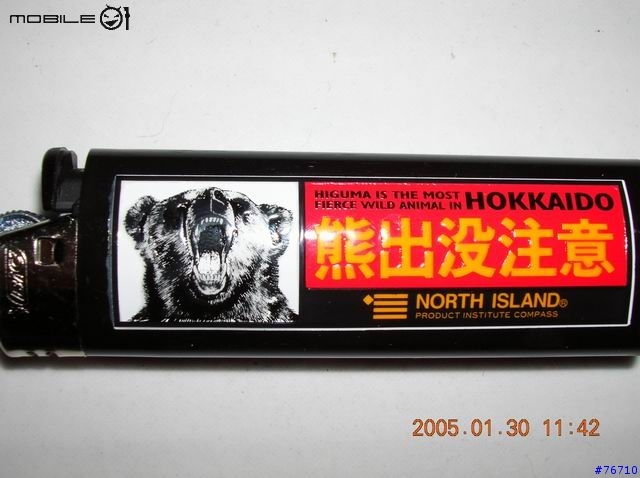 MOBILE01
HIGUMA IS THE MOST
FIERCE WILD ANIMAL IN HOKKAIDO
熊出没注意
NORTH ISLAND®
PRODUCT INSTITUTE COMPASS
2005.01.30 11:42
#76710